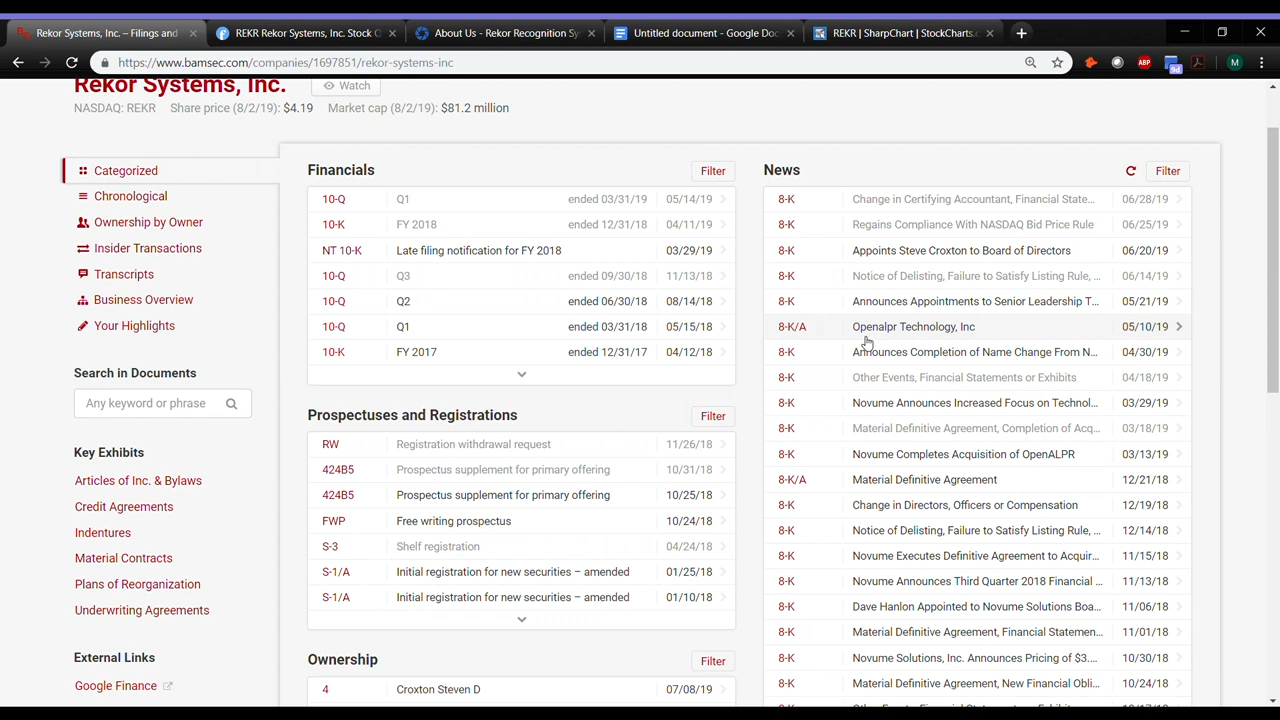 Rekor Systems, Inc. – Filings and
REKR Rekor Systems, Inc. Stock Q
About Us - Rekor Recognition Sy
Untitled document - Google Doc
REKR | SharpChart | StockCharts.c
https://www.bamsec.com/companies/1697851/rekor-systems-inc
ABP
9d
M
Rekor Systems, Inc.
Watch
NASDAQ: REKR Share price (8/2/19): $4.19 Market cap (8/2/19): $81.2 million
Categorized
Chronological
Ownership by Owner
Insider Transactions
Transcripts
Business Overview
Your Highlights
Search in Documents
Any keyword or phrase
Key Exhibits
Articles of Inc. & Bylaws
Credit Agreements
Indentures
Material Contracts
Plans of Reorganization
Underwriting Agreements
External Links
Google Finance
Financials
Filter
10-Q Q1 ended 03/31/19 05/14/19
10-K FY 2018 ended 12/31/18 04/11/19
NT 10-K Late filing notification for FY 2018 03/29/19
10-Q Q3 ended 09/30/18 11/13/18
10-Q Q2 ended 06/30/18 08/14/18
10-Q Q1 ended 03/31/18 05/15/18
10-K FY 2017 ended 12/31/17 04/12/18
Prospectuses and Registrations
Filter
RW Registration withdrawal request 11/26/18
424B5 Prospectus supplement for primary offering 10/31/18
424B5 Prospectus supplement for primary offering 10/25/18
FWP Free writing prospectus 10/24/18
S-3 Shelf registration 04/24/18
S-1/A Initial registration for new securities – amended 01/25/18
S-1/A Initial registration for new securities – amended 01/10/18
Ownership
Filter
4 Croxton Steven D 07/08/19
News
Filter
8-K Change in Certifying Accountant, Financial State... 06/28/19
8-K Regains Compliance With NASDAQ Bid Price Rule 06/25/19
8-K Appoints Steve Croxton to Board of Directors 06/20/19
8-K Notice of Delisting, Failure to Satisfy Listing Rule, ... 06/14/19
8-K Announces Appointments to Senior Leadership T... 05/21/19
8-K/A Openalpr Technology, Inc 05/10/19
8-K Announces Completion of Name Change From N... 04/30/19
8-K Other Events, Financial Statements or Exhibits 04/18/19
8-K Novume Announces Increased Focus on Technol... 03/29/19
8-K Material Definitive Agreement, Completion of Acq... 03/18/19
8-K Novume Completes Acquisition of OpenALPR 03/13/19
8-K/A Material Definitive Agreement 12/21/18
8-K Change in Directors, Officers or Compensation 12/19/18
8-K Notice of Delisting, Failure to Satisfy Listing Rule, ... 12/14/18
8-K Novume Executes Definitive Agreement to Acquir... 11/15/18
8-K Novume Announces Third Quarter 2018 Financial ... 11/13/18
8-K Dave Hanlon Appointed to Novume Solutions Boa... 11/06/18
8-K Material Definitive Agreement, Financial Statemen... 11/01/18
8-K Novume Solutions, Inc. Announces Pricing of $3.... 10/30/18
8-K Material Definitive Agreement, New Financial Obli... 10/24/18